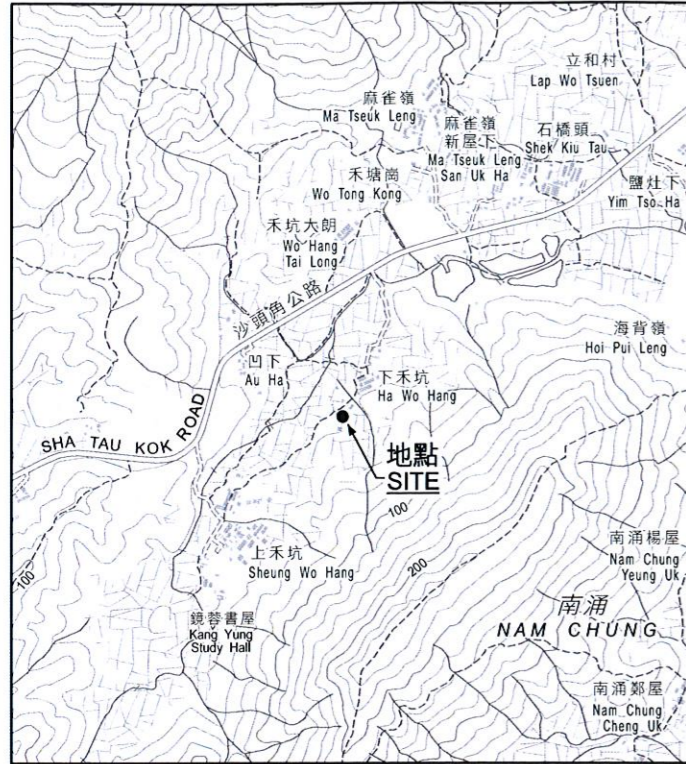 立和村
Lap Wo Tsuen
麻雀嶺
Ma Tseuk Leng
麻雀嶺
新屋下
Ma Tseuk Leng
San Uk Ha
石橋頭
Shek Kiu Tau
禾塘崗
Wo Tong Kong
鹽灶下
Yim Tso Ha
禾坑大朗
Wo Hang
Tai Long
沙頭角公路
海背嶺
Hoi Pui Leng
凹下
Au Ha
下禾坑
Ha Wo Hang
SHA TAU KOK ROAD
地點
SITE
100
200
100
上禾坑
Sheung Wo Hang
南涌楊屋
Nam Chung
Yeung Uk
南涌
NAM CHUNG
鏡蓉書屋
Kang Yung
Study Hall
南涌鄭屋
Nam Chung
Cheng Uk